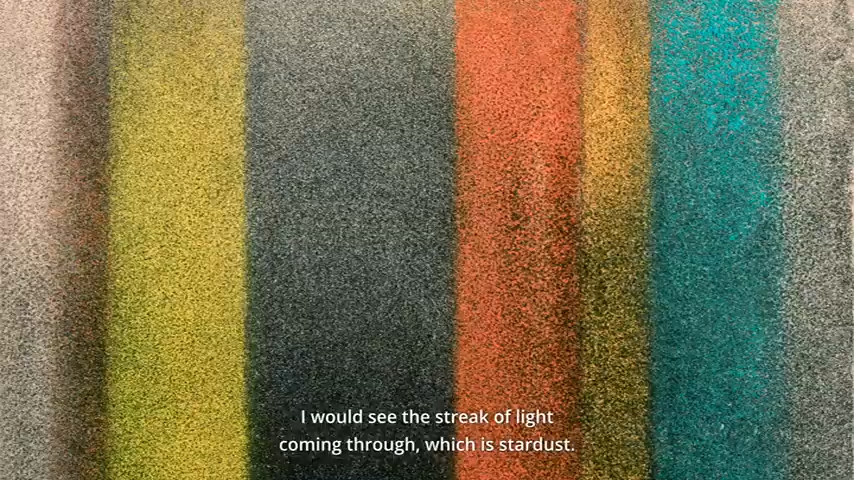 I would see the streak of light
coming through, which is stardust.